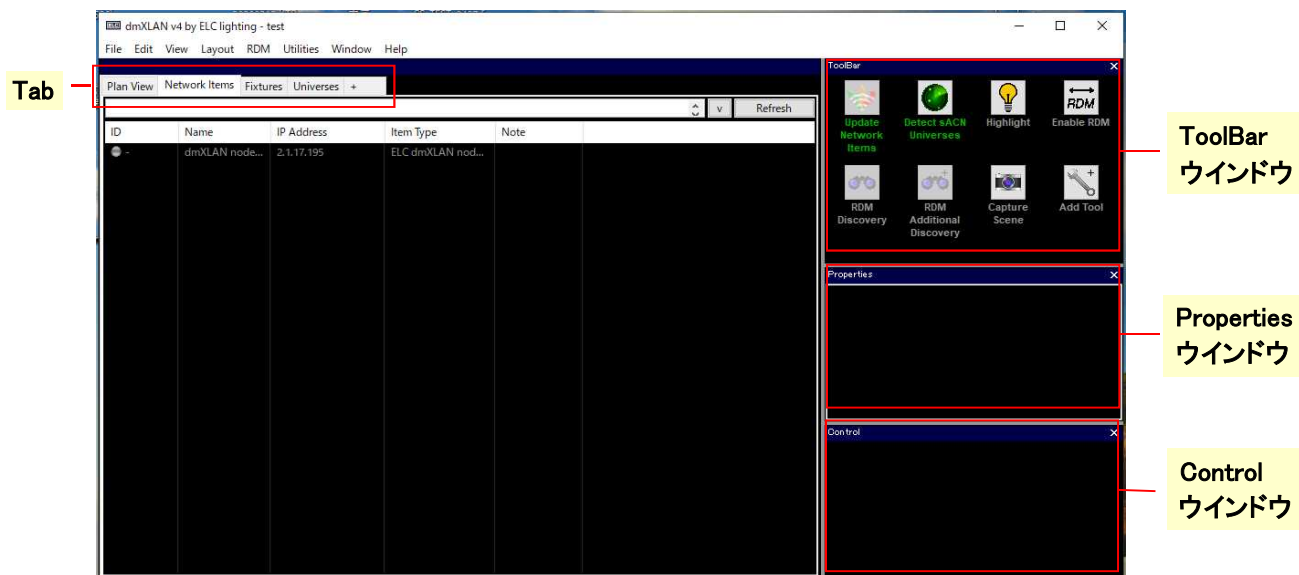 dmXLAN v4 by ELC lighting - test
File Edit View Layout RDM Utilities Window Help
Tab
Plan View Network Items Fixtures Universes +
v Refresh
ID Name IP Address Item Type Note
- dmXLAN node... 2.1.17.195 ELC dmXLAN nod...
ToolBar
Update Network Items
Detect sACN Universes
Highlight
RDM
Enable RDM
RDM Discovery
RDM Additional Discovery
Capture Scene
Add Tool
ToolBar
ウインドウ
Properties
Properties
ウインドウ
Control
Control
ウインドウ